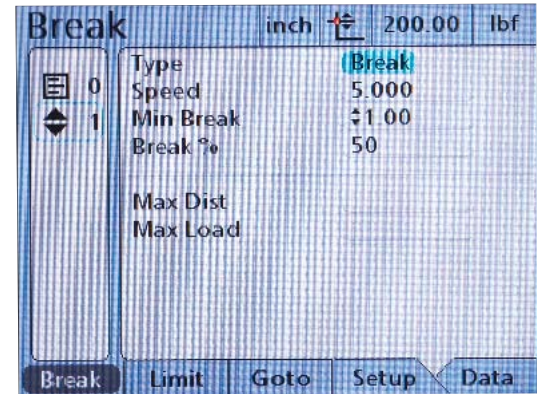 Break inch 200.00 lbf
0
1
Type Break
Speed 5.000
Min Break 1.00
Break % 50
Max Dist
Max Load
Break Limit Goto Setup Data